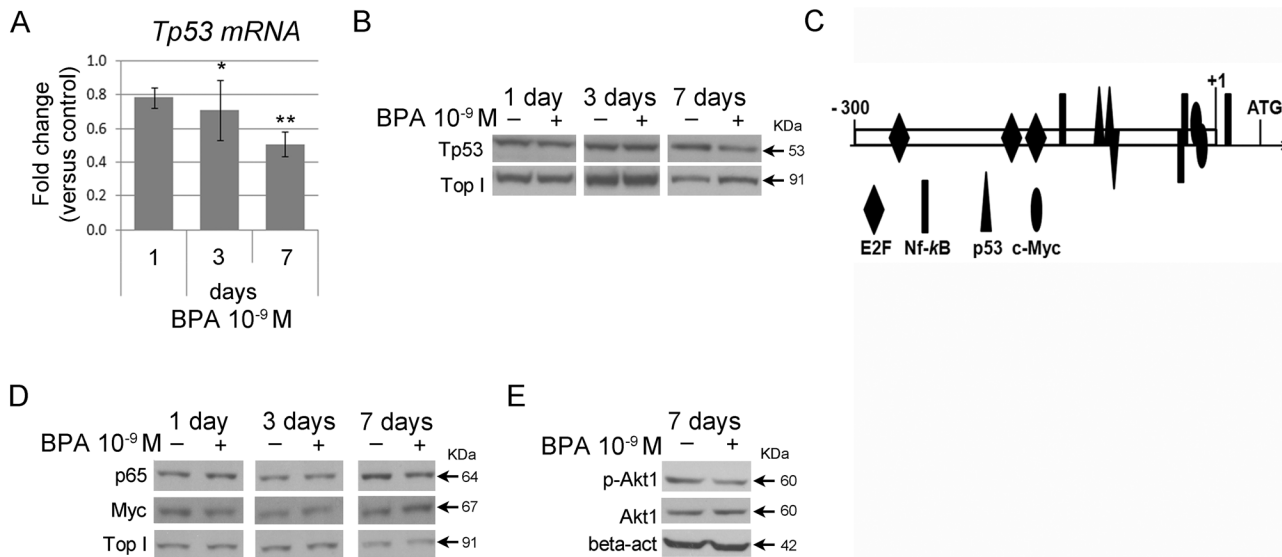 A
Tp53 mRNA
Fold change
(versus control)
1.0
0.8
0.6
0.4
0.2
0.0
*
**
1 3 7
days
BPA 10⁻⁹ M
B
1 day 3 days 7 days
BPA 10⁻⁹ M − + − + − + KDa
Tp53 53
Top I 91
C
- 300 +1 ATG
E2F Nf-kB p53 c-Myc
D
1 day 3 days 7 days
BPA 10⁻⁹ M − + − + − + KDa
p65 64
Myc 67
Top I 91
E
7 days
BPA 10⁻⁹ M − + KDa
p-Akt1 60
Akt1 60
beta-act 42